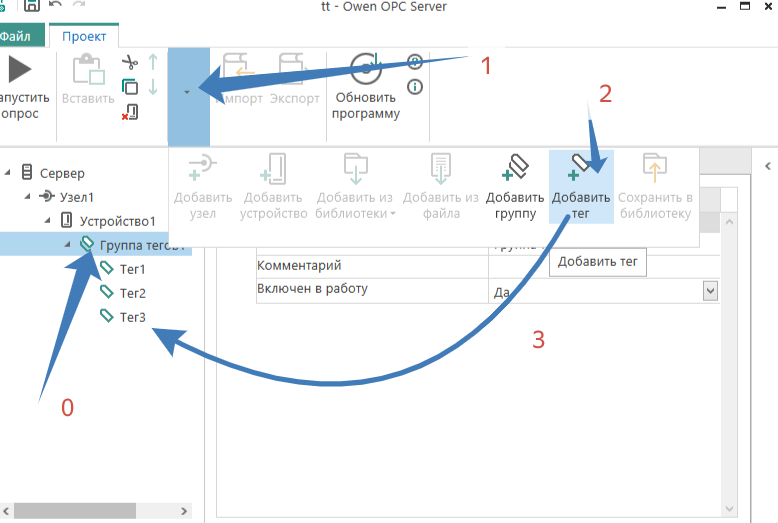 tt - Owen OPC Server
Файл
Проект
апустить
опрос
Вставить
Импорт
Экспорт
Обновить
программу
1
2
Добавить
узел
Добавить
устройство
Добавить из
библиотеки
Добавить из
файла
Добавить
группу
Добавить
тег
Сохранить в
библиотеку
Сервер
Узел1
Устройство1
Группа тегов1
Тег1
Тег2
Тег3
Комментарий
Включен в работу
Да
Добавить тег
3
0